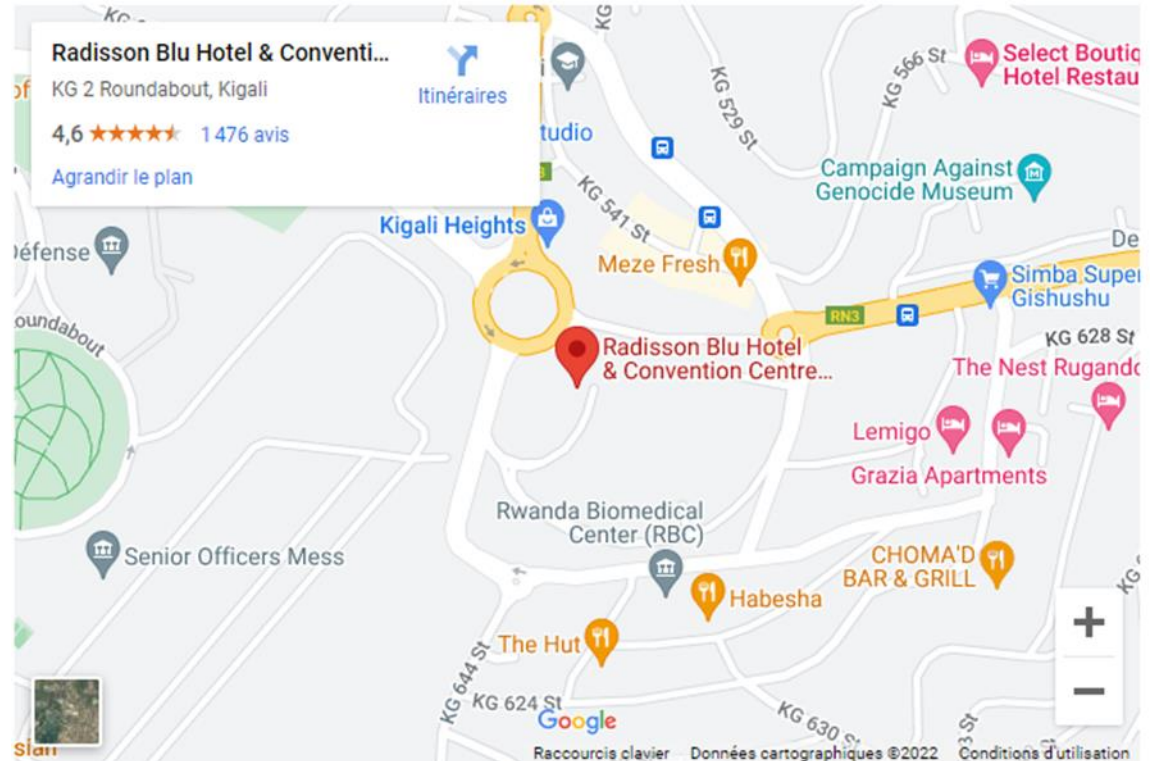 Radisson Blu Hotel & Conventi...
KG 2 Roundabout, Kigali
4,6
1 476 avis
Itinéraires
Agrandir le plan
KG 566 St
Select Boutiq
Hotel Restau
KG 529 St
tudio
Campaign Against
Genocide Museum
KG 541 St
Kigali Heights
Défense
Meze Fresh
De
Simba Super
Gishushu
RN3
oundabout
KG 628 St
Radisson Blu Hotel
& Convention Centre...
The Nest Rugando
Lemigo
Grazia Apartments
Rwanda Biomedical
Center (RBC)
Senior Officers Mess
CHOMA'D
BAR & GRILL
Habesha
The Hut
KG 644 St
KG 624 St
KG 630 St
Google
Raccourcis clavier
Données cartographiques ©2022
Conditions d'utilisation